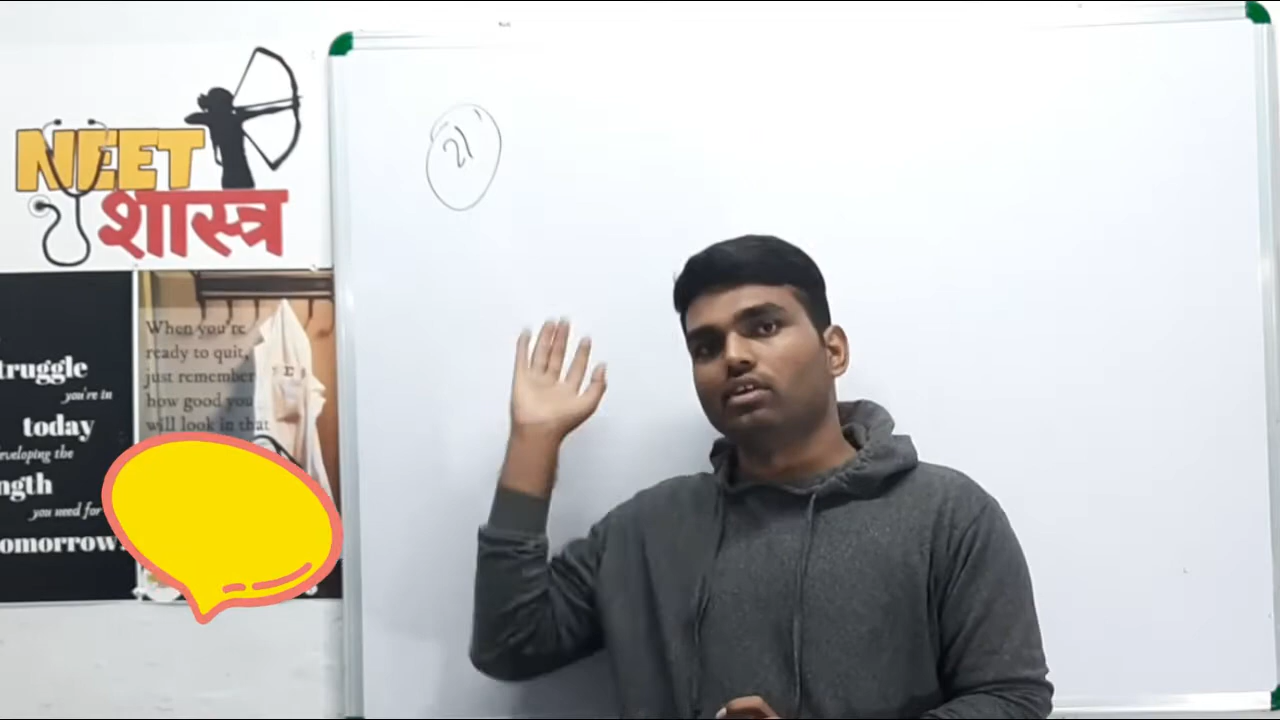 NEET
शास्त्र
truggle
you're in
today
eveloping the
ngth
you need for
omorrow.
When you're
ready to quit,
just remember
how good you
will look in that
21